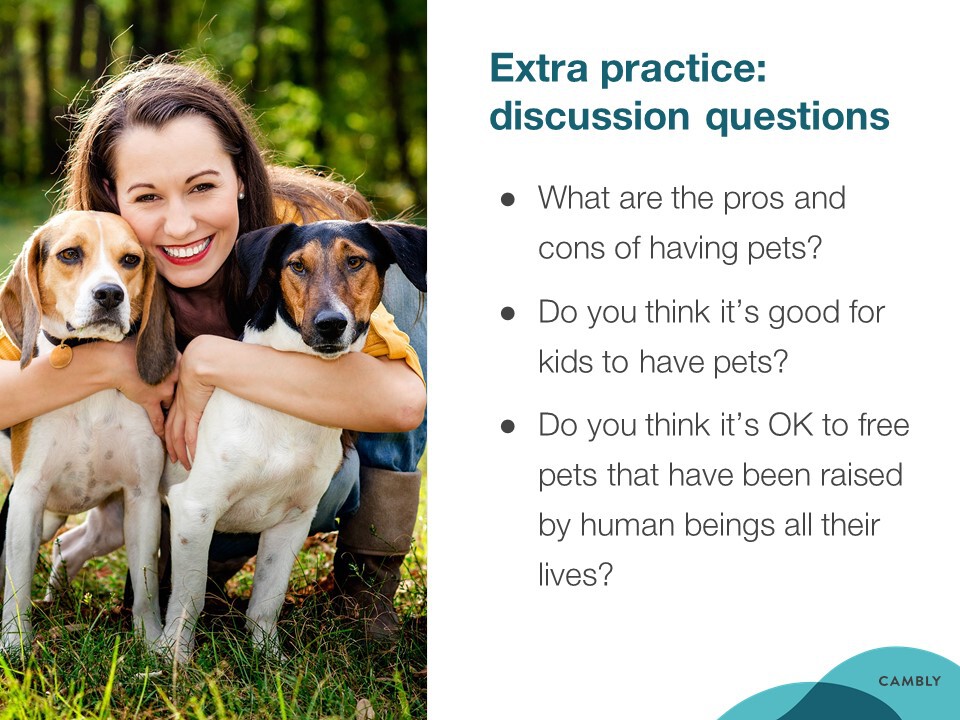 Extra practice:
discussion questions
● What are the pros and
cons of having pets?
● Do you think it’s good for
kids to have pets?
● Do you think it’s OK to free
pets that have been raised
by human beings all their
lives?
CAMBLY